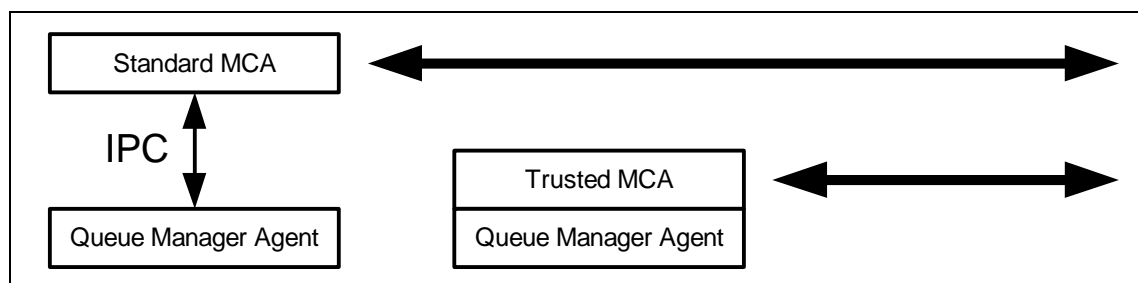 Standard MCA
IPC
Trusted MCA
Queue Manager Agent
Queue Manager Agent